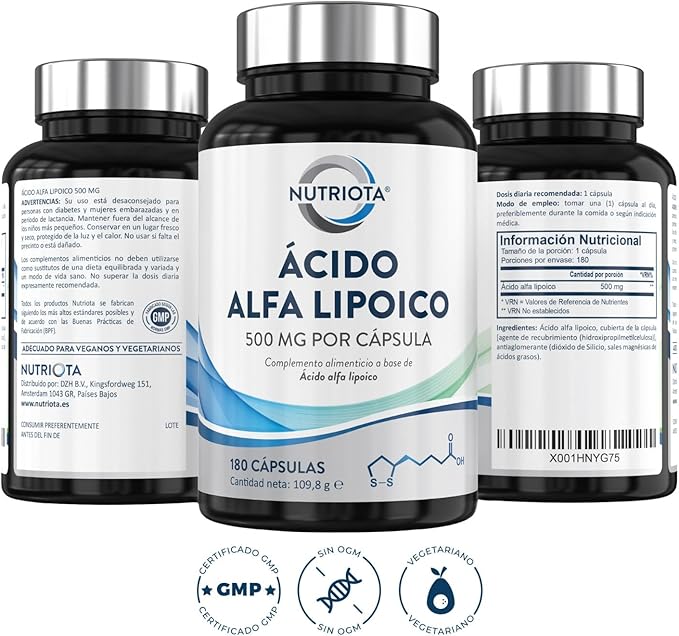 ÁCIDO ALFA LIPOICO 500 MG
ADVERTENCIAS: Su uso está desaconsejado para
personas con diabetes y mujeres embarazadas y en
período de lactancia. Mantener fuera del alcance de
los niños más pequeños. Conservar en un lugar fresco
y seco, protegido de la luz y el calor. No usar si falta el
precinto o está dañado.
Los complementos alimenticios no deben utilizarse
como sustitutos de una dieta equilibrada y variada y
un modo de vida sano. No superar la dosis diaria
expresamente recomendada.
Todos los productos Nutriota se fabrican
siguiendo los más altos estándares posibles y
de acuerdo con las Buenas Prácticas de
Fabricación (BPF).
GMP
ADECUADO PARA VEGANOS Y VEGETARIANOS
NUTRIOTA
Distribuido por: DZH B.V., Kingsfordweg 151,
Amsterdam 1043 GR, Países Bajos
www.nutriota.es
CONSUMIR PREFERENTEMENTE
ANTES DEL FIN DE
LOTE
NUTRIOTA®
ÁCIDO
ALFA LIPOICO
500 MG POR CÁPSULA
Complemento alimenticio a base de
Ácido alfa lipoico
180 CÁPSULAS
Cantidad neta: 109,8 g e
S-S
O
OH
Dosis diaria recomendada: 1 cápsula
Modo de empleo: tomar una (1) cápsula al día,
preferiblemente durante la comida o según indicación
médica.
Información Nutricional
Tamaño de la porción: 1 cápsula
Porciones por envase: 180
Cantidad por porción *VRN%
Ácido alfa lipoico 500 mg **
* VRN = Valores de Referencia de Nutrientes
** VRN No establecidos
Ingredientes: Ácido alfa lipoico, cubierta de la cápsula
(agente de recubrimiento (hidroxipropilmetilcelulosa),
antiaglomerante (dióxido de Silicio, sales magnésicas de
ácidos grasos).
X001HNYG75
CERTIFICADO GMP
GMP
CERTIFICADO GMP
SIN OGM
SIN OGM
VEGETARIANO
VEGETARIANO